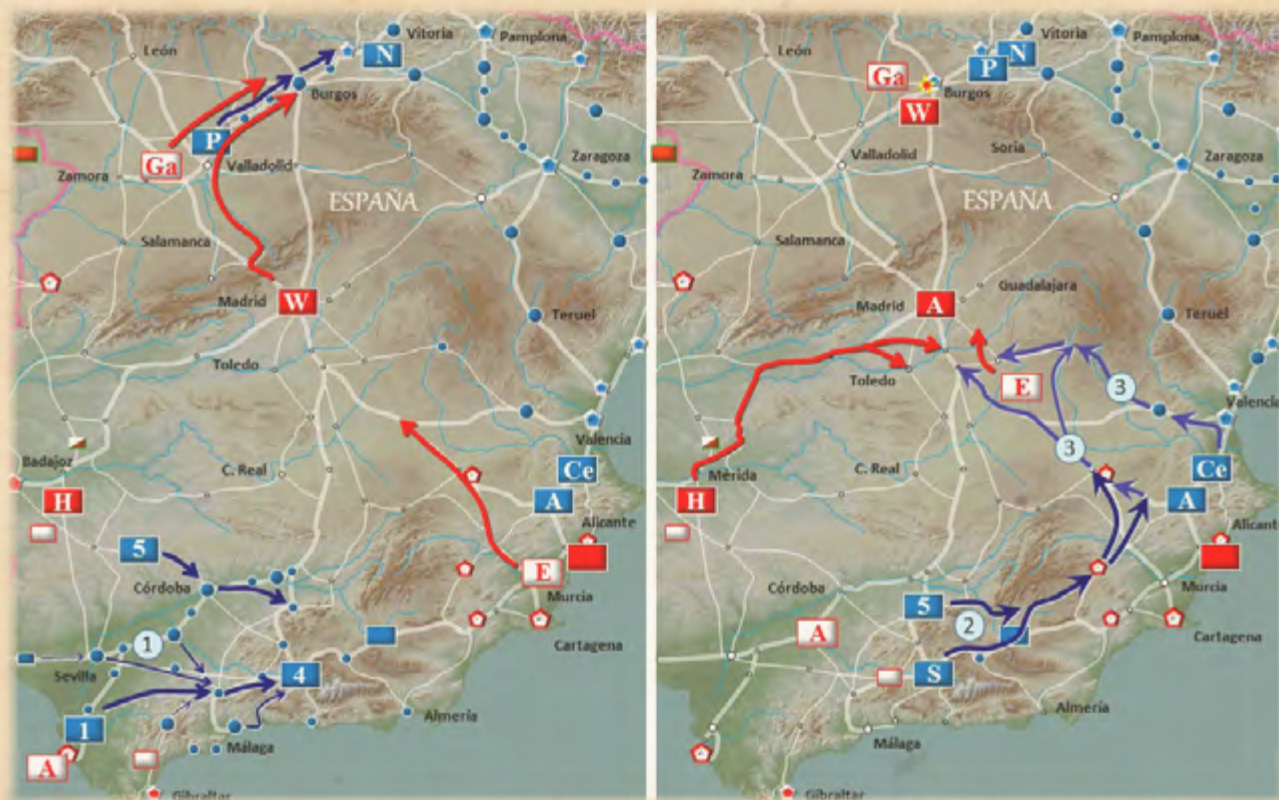 León
Vitoria
Pamplona
N
Burgos
P
Ga
Valladolid
Zamora
Zaragoza
ESPAÑA
Salamanca
Madrid
W
Teruel
Toledo
Valencia
Badajoz
C. Real
Ce
H
A
Alicante
5
E
Córdoba
Murcia
1
Cartagena
Sevilla
4
1
Almería
Málaga
A
Gibraltar
León
Vitoria
Pamplona
N
P
Ga
Burgos
W
Soria
Valladolid
Zamora
Zaragoza
ESPAÑA
Salamanca
Guadalajara
Madrid
A
Teruel
Toledo
E
3
Valencia
3
C. Real
Ce
Mérida
H
A
Alicante
Córdoba
Murcia
5
2
A
Cartagena
Sevilla
S
Almería
Málaga
Gibraltar